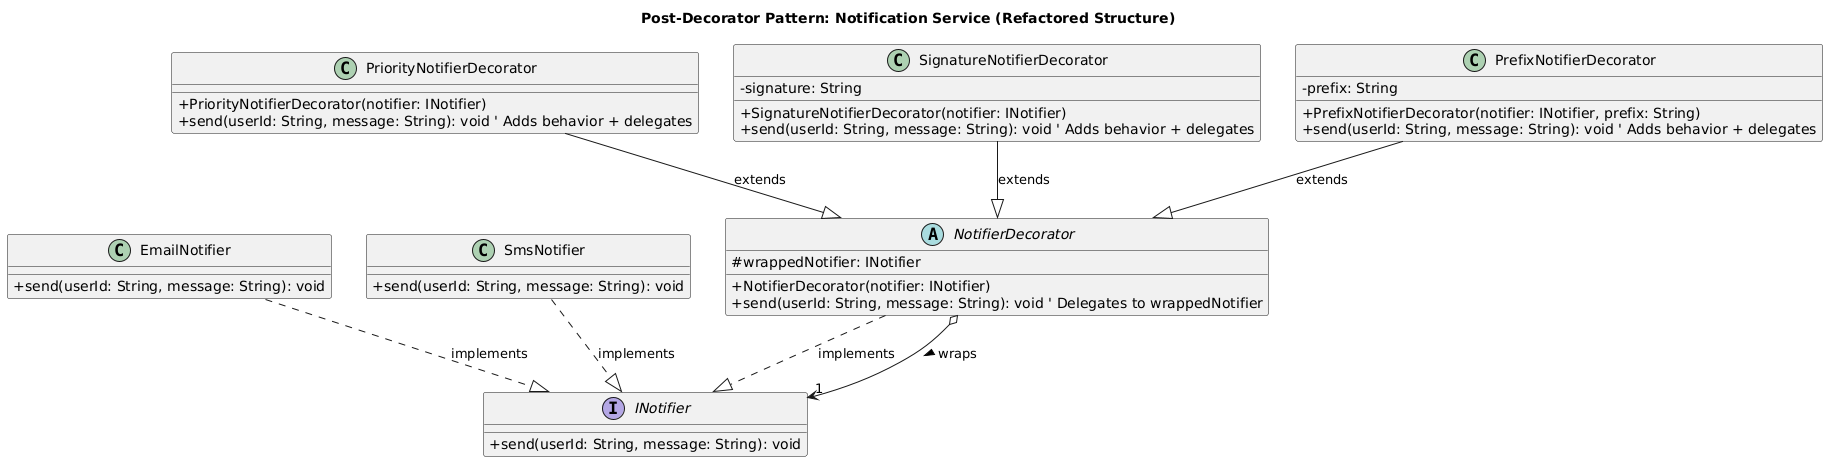 Post-Decorator Pattern: Notification Service (Refactored Structure)
C PriorityNotifierDecorator
+PriorityNotifierDecorator(notifier: INotifier)
+send(userId: String, message: String): void ' Adds behavior + delegates
C SignatureNotifierDecorator
-signature: String
+SignatureNotifierDecorator(notifier: INotifier)
+send(userId: String, message: String): void ' Adds behavior + delegates
C PrefixNotifierDecorator
-prefix: String
+PrefixNotifierDecorator(notifier: INotifier, prefix: String)
+send(userId: String, message: String): void ' Adds behavior + delegates
extends
extends
extends
C EmailNotifier
+send(userId: String, message: String): void
C SmsNotifier
+send(userId: String, message: String): void
A NotifierDecorator
#wrappedNotifier: INotifier
+NotifierDecorator(notifier: INotifier)
+send(userId: String, message: String): void ' Delegates to wrappedNotifier
implements
implements
implements
wraps
1
I INotifier
+send(userId: String, message: String): void